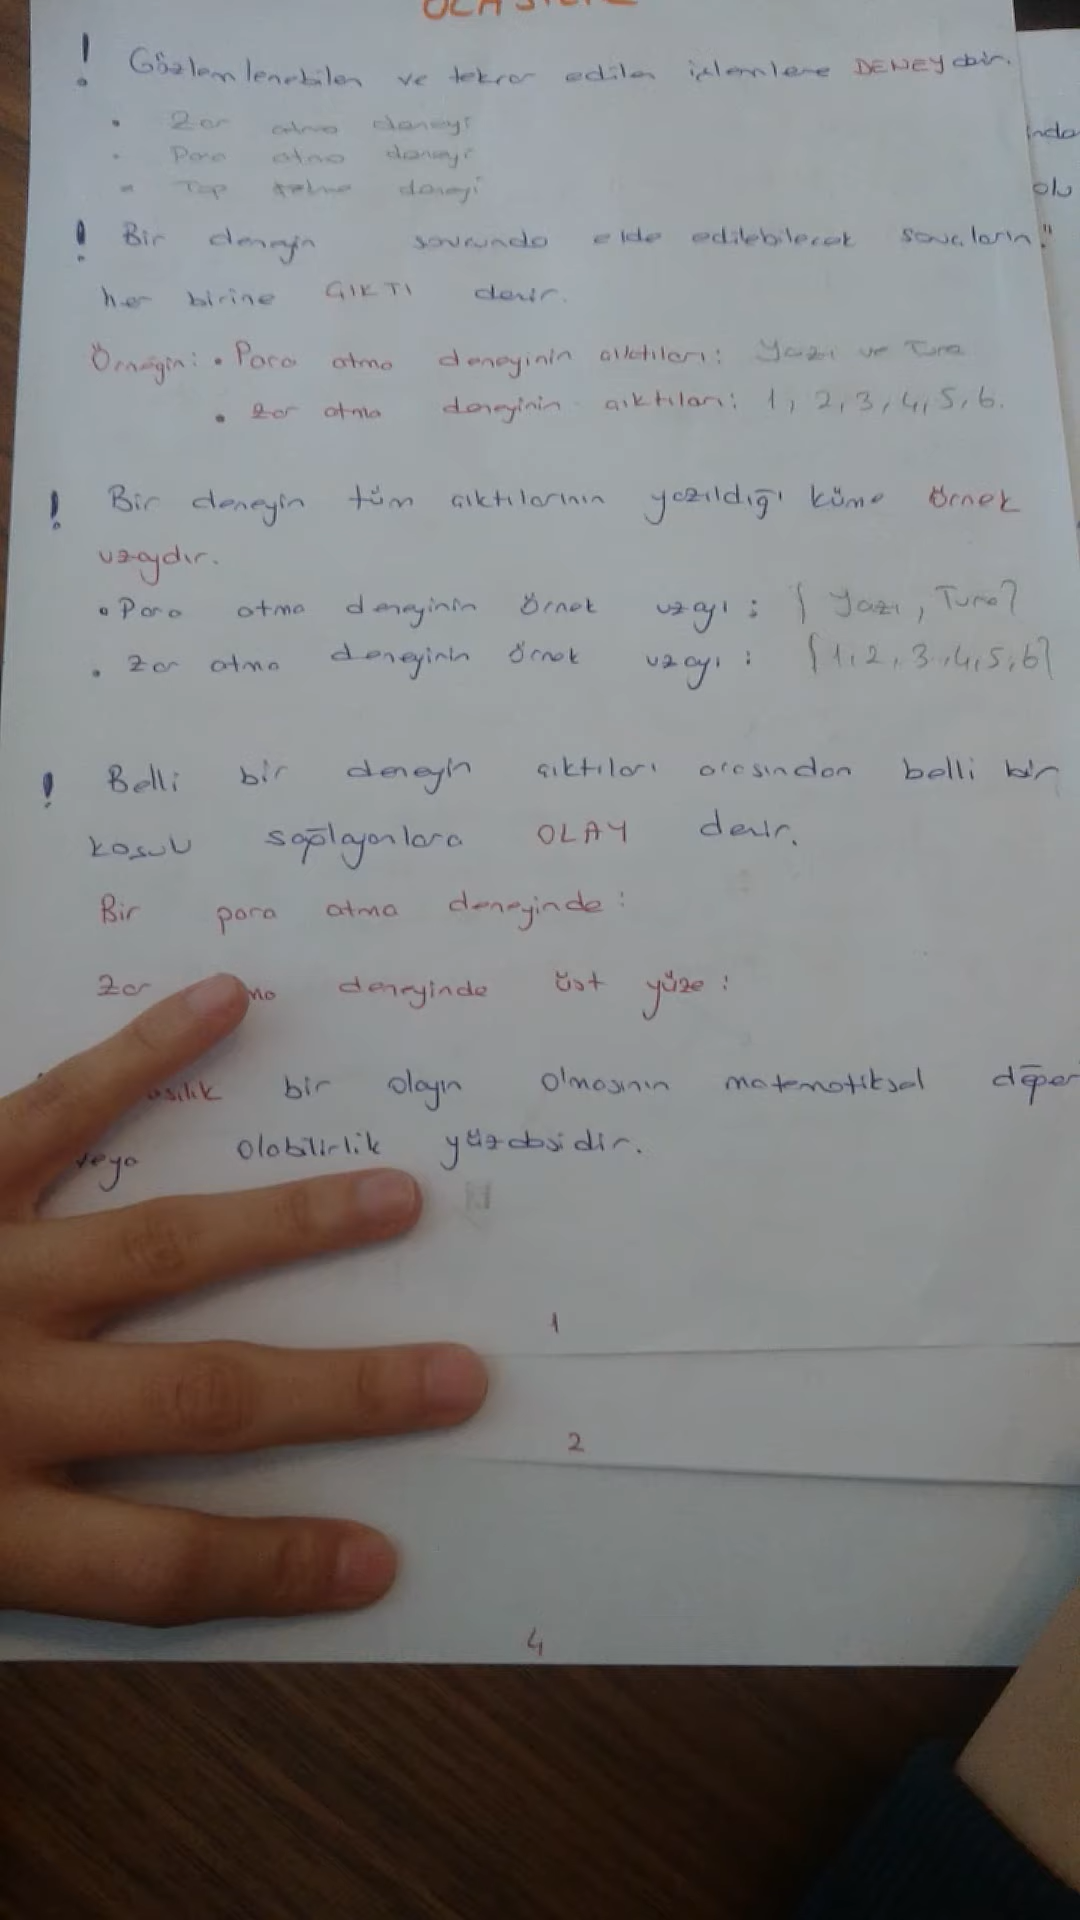 OLASILIK
! Gözlemlenebilen ve tekrar edilen işlemlere DENEY denir.
• Zar atma deneyi
• Para atma deneyi
• Top çekme deneyi
! Bir deneyin sonucunda elde edilebilecek sonuçların
her birine ÇIKTI denir.
Örneğin: • Para atma deneyinin çıktıları: Yazı ve Tura
• Zar atma deneyinin çıktıları: 1, 2, 3, 4, 5, 6.
! Bir deneyin tüm çıktılarının yazıldığı küme Örnek
uzaydır.
• Para atma deneyinin örnek uzayı : { Yazı, Tura}
• Zar atma deneyinin örnek uzayı : {1, 2, 3, 4, 5, 6}
! Belli bir deneyin çıktıları arasından belli bir
koşulu sağlayanlara OLAY denir.
Bir para atma deneyinde :
Zar deneyinde üst yüze :
bir olayın olmasının matematiksel değer
veya olabilirlik yüzdesidir.
1
2
4